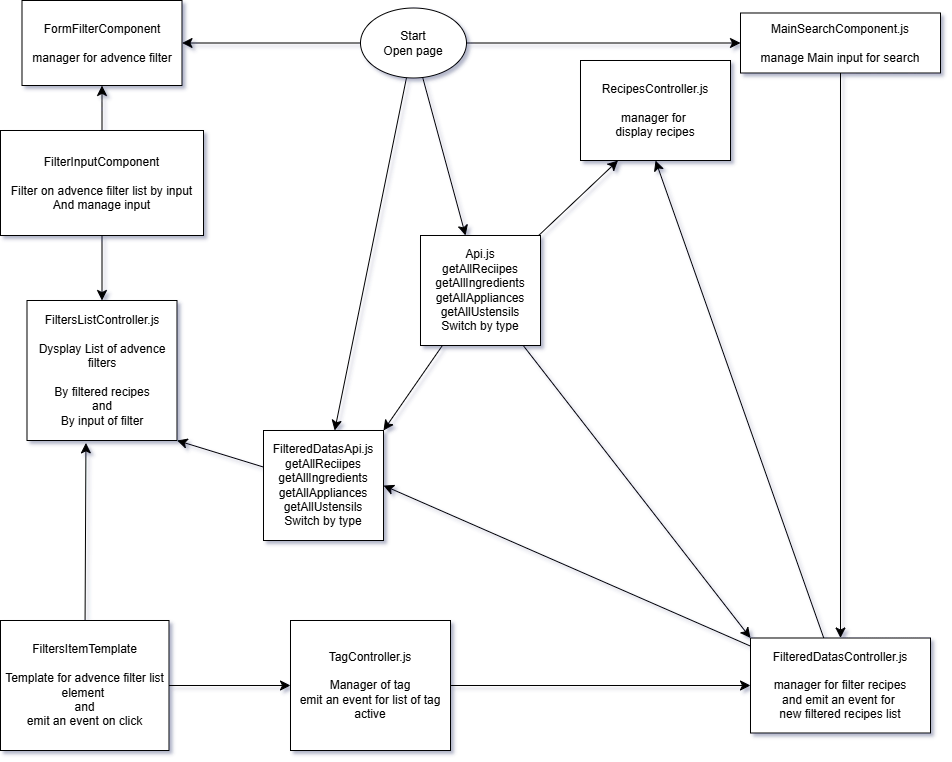 FormFilterComponent
manager for advance filter
Start
Open page
MainSearchComponent.js
manage Main input for search
RecipesController.js
manager for
display recipes
FilterInputComponent
Filter on advence filter list by input
And manage input
Api.js
getAllReciipes
getAllIngredients
getAllAppliances
getAllUstensils
Switch by type
FiltersListController.js
Dysplay List of advence
filters
By filtered recipes
and
By input of filter
FilteredDatasApi.js
getAllReciipes
getAllIngredients
getAllAppliances
getAllUstensils
Switch by type
FiltersItemTemplate
Template for advence filter list
element
and
emit an event on click
TagController.js
Manager of tag
emit an event for list of tag
active
FilteredDatasController.js
manager for filter recipes
and emit an event for
new filtered recipes list